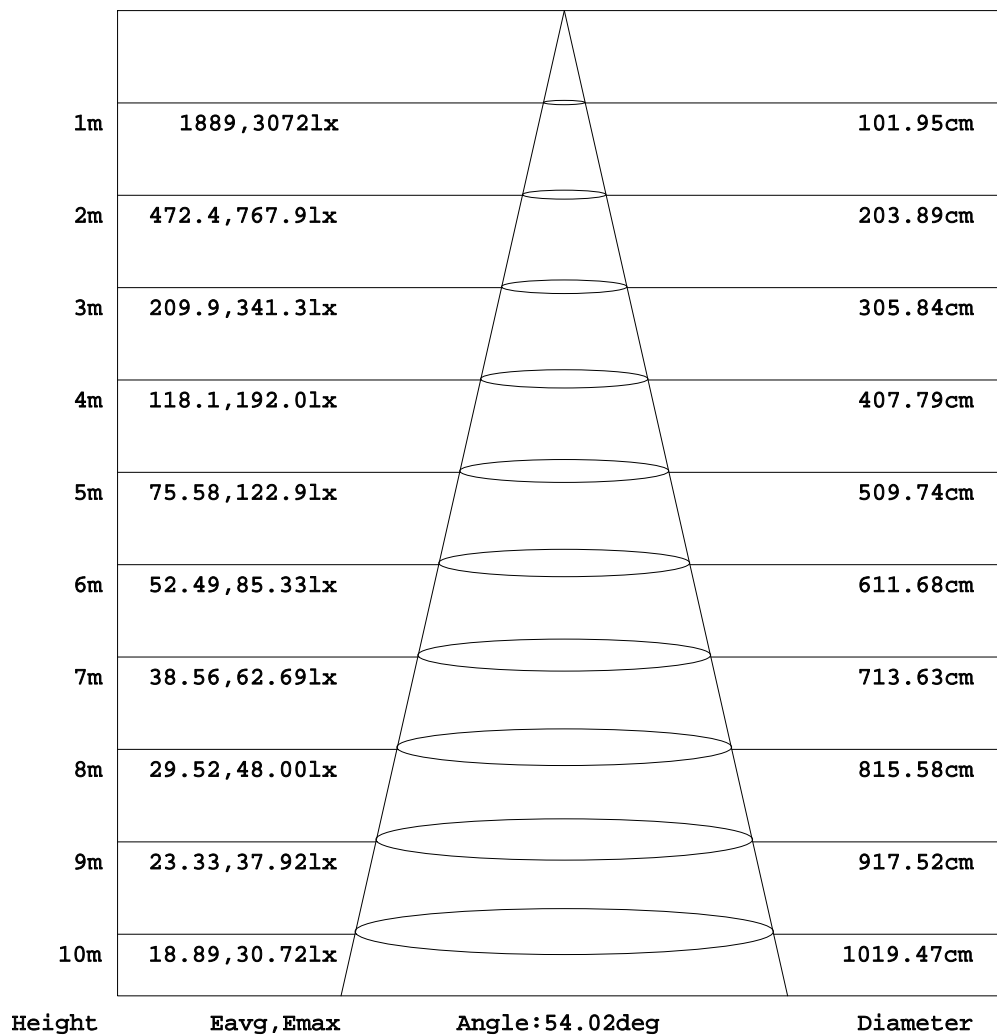 1m 1889,3072lx 101.95cm
2m 472.4,767.9lx 203.89cm
3m 209.9,341.3lx 305.84cm
4m 118.1,192.0lx 407.79cm
5m 75.58,122.9lx 509.74cm
6m 52.49,85.33lx 611.68cm
7m 38.56,62.69lx 713.63cm
8m 29.52,48.00lx 815.58cm
9m 23.33,37.92lx 917.52cm
10m 18.89,30.72lx 1019.47cm
Height Eavg,Emax Angle:54.02deg Diameter